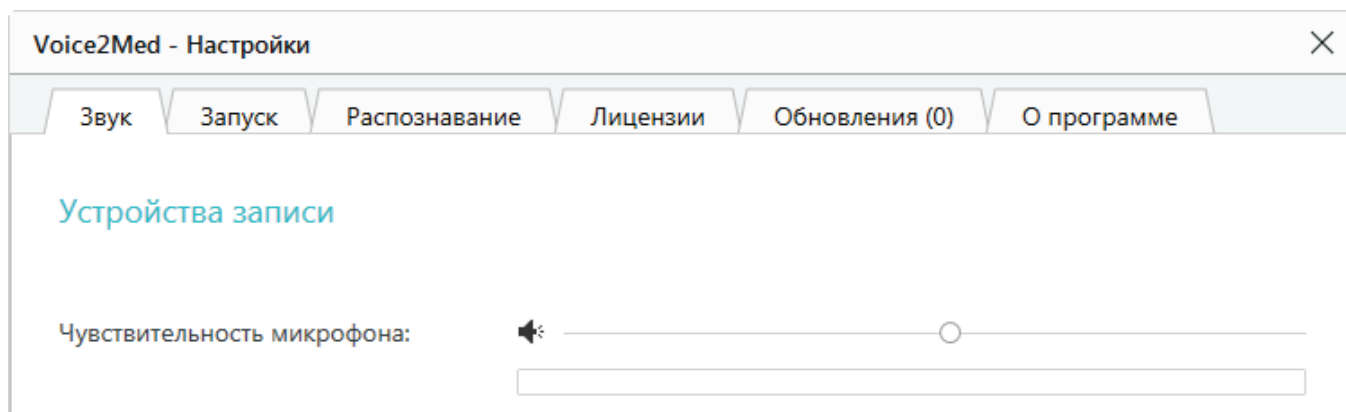 Voice2Med - Настройки
Звук Запуск Распознавание Лицензии Обновления (0) О программе
Устройства записи
Чувствительность микрофона: